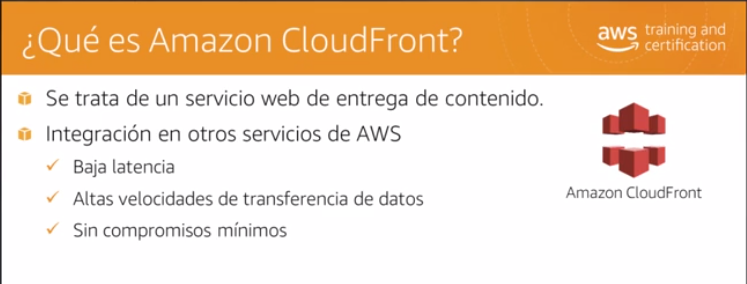 ¿Qué es Amazon CloudFront?
aws training and
certification
Se trata de un servicio web de entrega de contenido.
Integración en otros servicios de AWS
Baja latencia
Altas velocidades de transferencia de datos
Sin compromisos mínimos
Amazon CloudFront